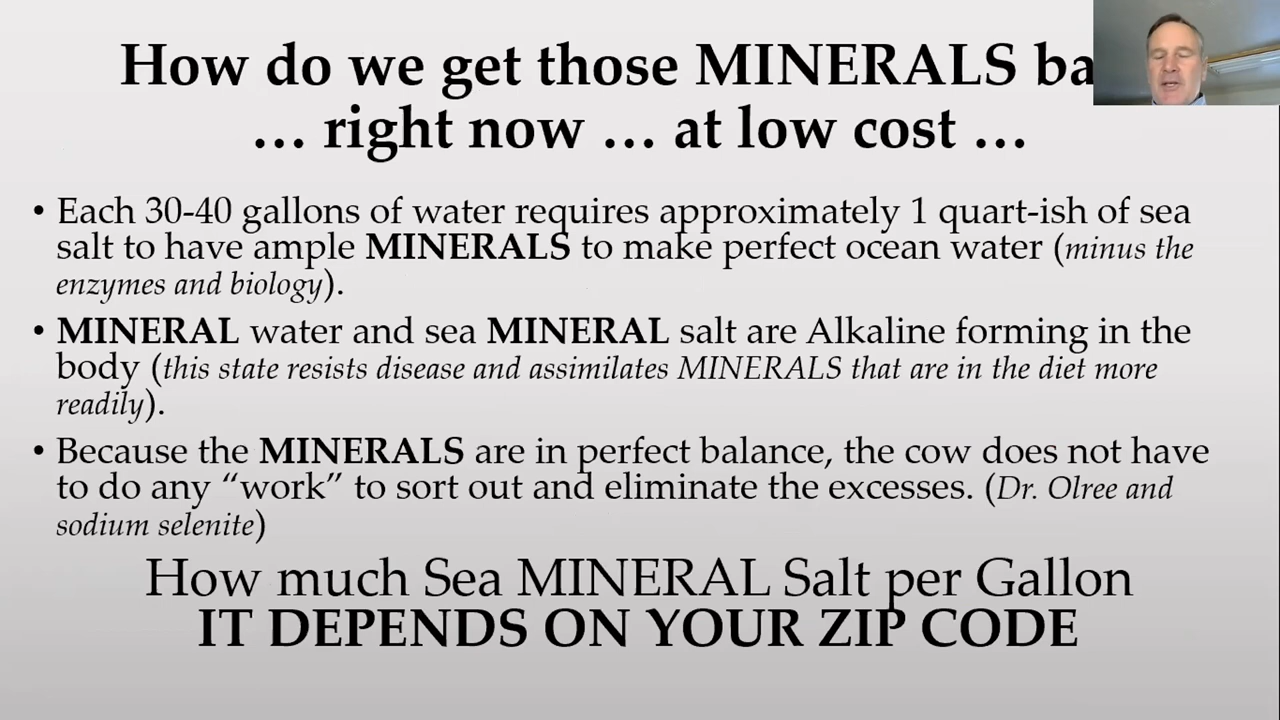 How do we get those MINERALS ba
… right now … at low cost …
• Each 30-40 gallons of water requires approximately 1 quart-ish of sea
salt to have ample MINERALS to make perfect ocean water (minus the
enzymes and biology).
• MINERAL water and sea MINERAL salt are Alkaline forming in the
body (this state resists disease and assimilates MINERALS that are in the diet more
readily).
• Because the MINERALS are in perfect balance, the cow does not have
to do any “work” to sort out and eliminate the excesses. (Dr. Olree and
sodium selenite)
How much Sea MINERAL Salt per Gallon
IT DEPENDS ON YOUR ZIP CODE